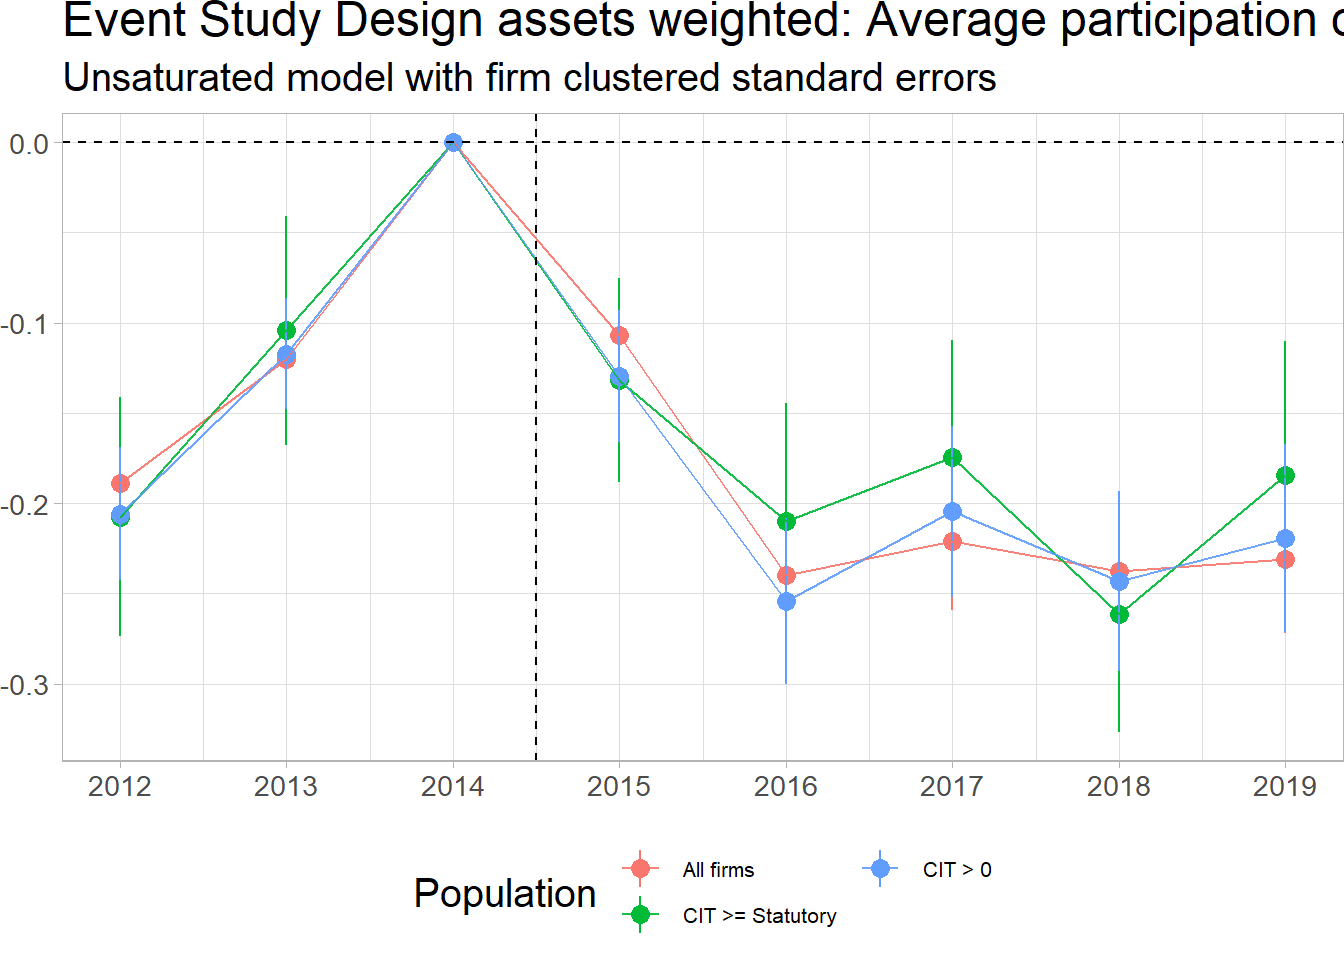 Event Study Design assets weighted: Average participation
Unsaturated model with firm clustered standard errors
0.0
-0.1
-0.2
-0.3
2012 2013 2014 2015 2016 2017 2018 2019
Population
All firms
CIT > 0
CIT >= Statutory